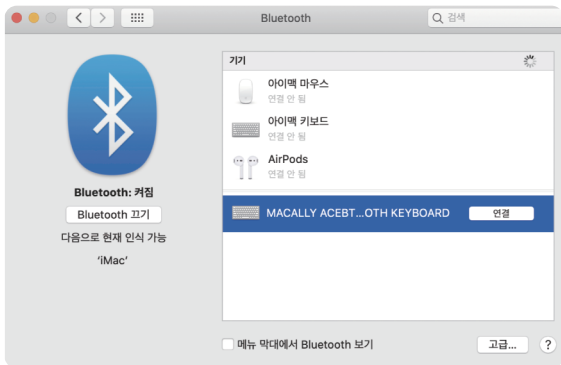 Bluetooth
검색
기기
아이맥 마우스
연결 안 됨
아이맥 키보드
연결 안 됨
AirPods
연결 안 됨
MACALLY ACEBT...OTH KEYBOARD
연결
Bluetooth: 켜짐
Bluetooth 끄기
다음으로 현재 인식 가능
‘iMac’
메뉴 막대에서 Bluetooth 보기
고급...
?